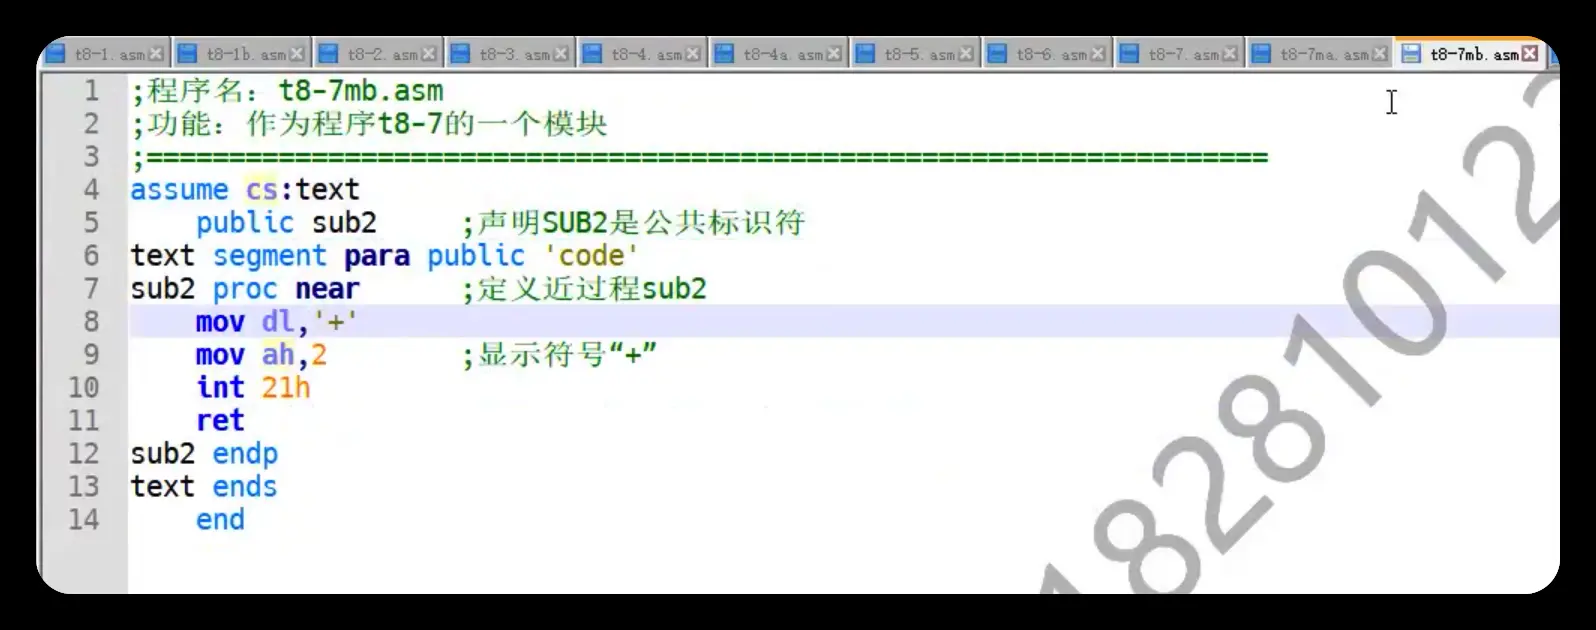 t8-1.asm t8-1b.asm t8-2.asm t8-3.asm t8-4.asm t8-4a.asm t8-5.asm t8-6.asm t8-7.asm t8-7ma.asm t8-7mb.asm
1 ;程序名：t8-7mb.asm
2 ;功能：作为程序t8-7的一个模块
3 ;====================================================================
4 assume cs:text
5 public sub2 ;声明SUB2是公共标识符
6 text segment para public 'code'
7 sub2 proc near ;定义近过程sub2
8 mov dl,'+'
9 mov ah,2 ;显示符号“+”
10 int 21h
11 ret
12 sub2 endp
13 text ends
14 end
182810122